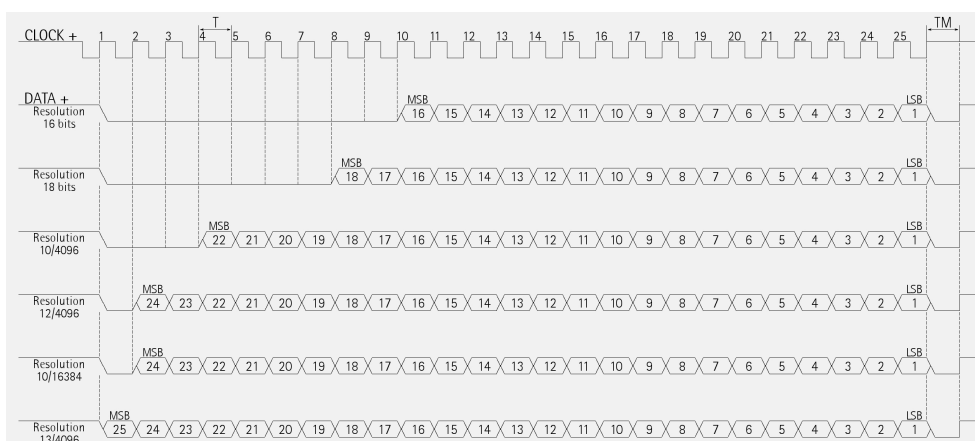 T TM
CLOCK + 1 2 3 4 5 6 7 8 9 10 11 12 13 14 15 16 17 18 19 20 21 22 23 24 25
DATA +
MSB LSB
Resolution 16 15 14 13 12 11 10 9 8 7 6 5 4 3 2 1
16 bits
MSB LSB
Resolution 18 17 16 15 14 13 12 11 10 9 8 7 6 5 4 3 2 1
18 bits
MSB LSB
Resolution 22 21 20 19 18 17 16 15 14 13 12 11 10 9 8 7 6 5 4 3 2 1
10/4096
MSB LSB
Resolution 24 23 22 21 20 19 18 17 16 15 14 13 12 11 10 9 8 7 6 5 4 3 2 1
12/4096
MSB LSB
Resolution 24 23 22 21 20 19 18 17 16 15 14 13 12 11 10 9 8 7 6 5 4 3 2 1
10/16384
MSB LSB
Resolution 25 24 23 22 21 20 19 18 17 16 15 14 13 12 11 10 9 8 7 6 5 4 3 2 1
13/4096